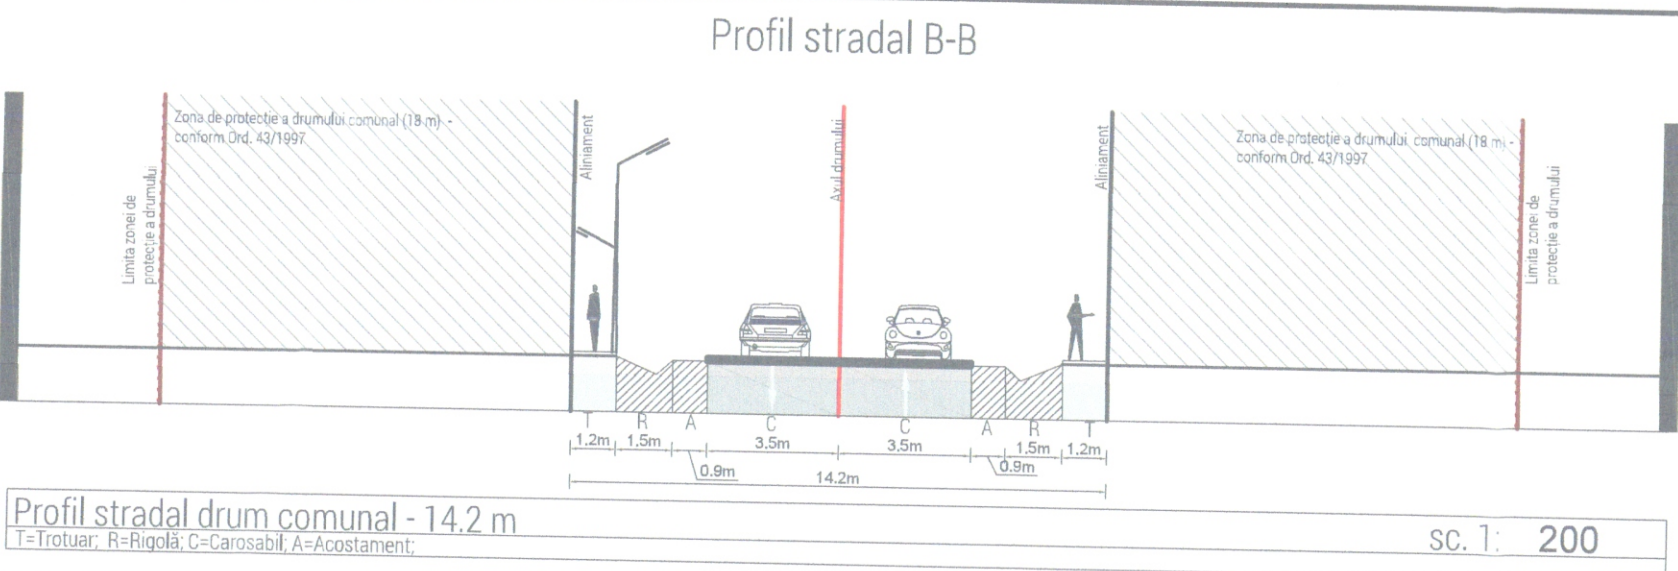 Profil stradal B-B
Zona de protecție a drumului comunal (18 m) -
conform Ord. 43/1997
Limita zonei de
protecție a drumului
Aliniament
Axul drumului
Aliniament
Zona de protecție a drumului comunal (18 m) -
conform Ord. 43/1997
Limita zonei de
protecție a drumului
T R A C C A R T
1.2m 1.5m 3.5m 3.5m 1.5m 1.2m
0.9m 0.9m
14.2m
Profil stradal drum comunal - 14.2 m
T=Trotuar; R=Rigolă; C=Carosabil; A=Acostament;
sc. 1: 200